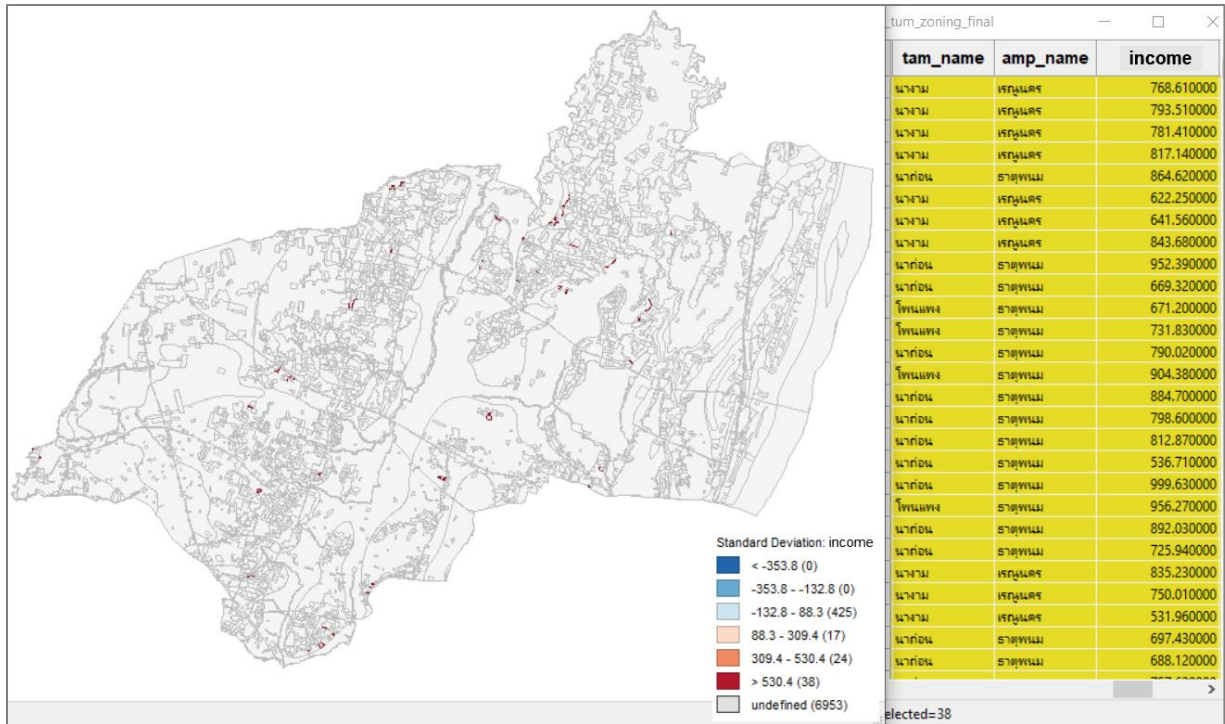 _tum_zoning_final
tam_name amp_name income
นางาม เรณูนคร 768.610000
นางาม เรณูนคร 793.510000
นางาม เรณูนคร 781.410000
นางาม เรณูนคร 817.140000
นาถ่อน ธาตุพนม 864.620000
นางาม เรณูนคร 622.250000
นางาม เรณูนคร 641.560000
นางาม เรณูนคร 843.680000
นาถ่อน ธาตุพนม 952.390000
นาถ่อน ธาตุพนม 669.320000
โพนแพง ธาตุพนม 671.200000
โพนแพง ธาตุพนม 731.830000
นาถ่อน ธาตุพนม 790.020000
โพนแพง ธาตุพนม 904.380000
นาถ่อน ธาตุพนม 884.700000
นาถ่อน ธาตุพนม 798.600000
นาถ่อน ธาตุพนม 812.870000
นาถ่อน ธาตุพนม 536.710000
นาถ่อน ธาตุพนม 999.630000
โพนแพง ธาตุพนม 956.270000
นาถ่อน ธาตุพนม 892.030000
นาถ่อน ธาตุพนม 725.940000
นางาม เรณูนคร 835.230000
นางาม เรณูนคร 750.010000
นางาม เรณูนคร 531.960000
นาถ่อน ธาตุพนม 697.430000
นาถ่อน ธาตุพนม 688.120000
Standard Deviation: income
< -353.8 (0)
-353.8 - -132.8 (0)
-132.8 - 88.3 (425)
88.3 - 309.4 (17)
309.4 - 530.4 (24)
> 530.4 (38)
undefined (6953)
elected=38